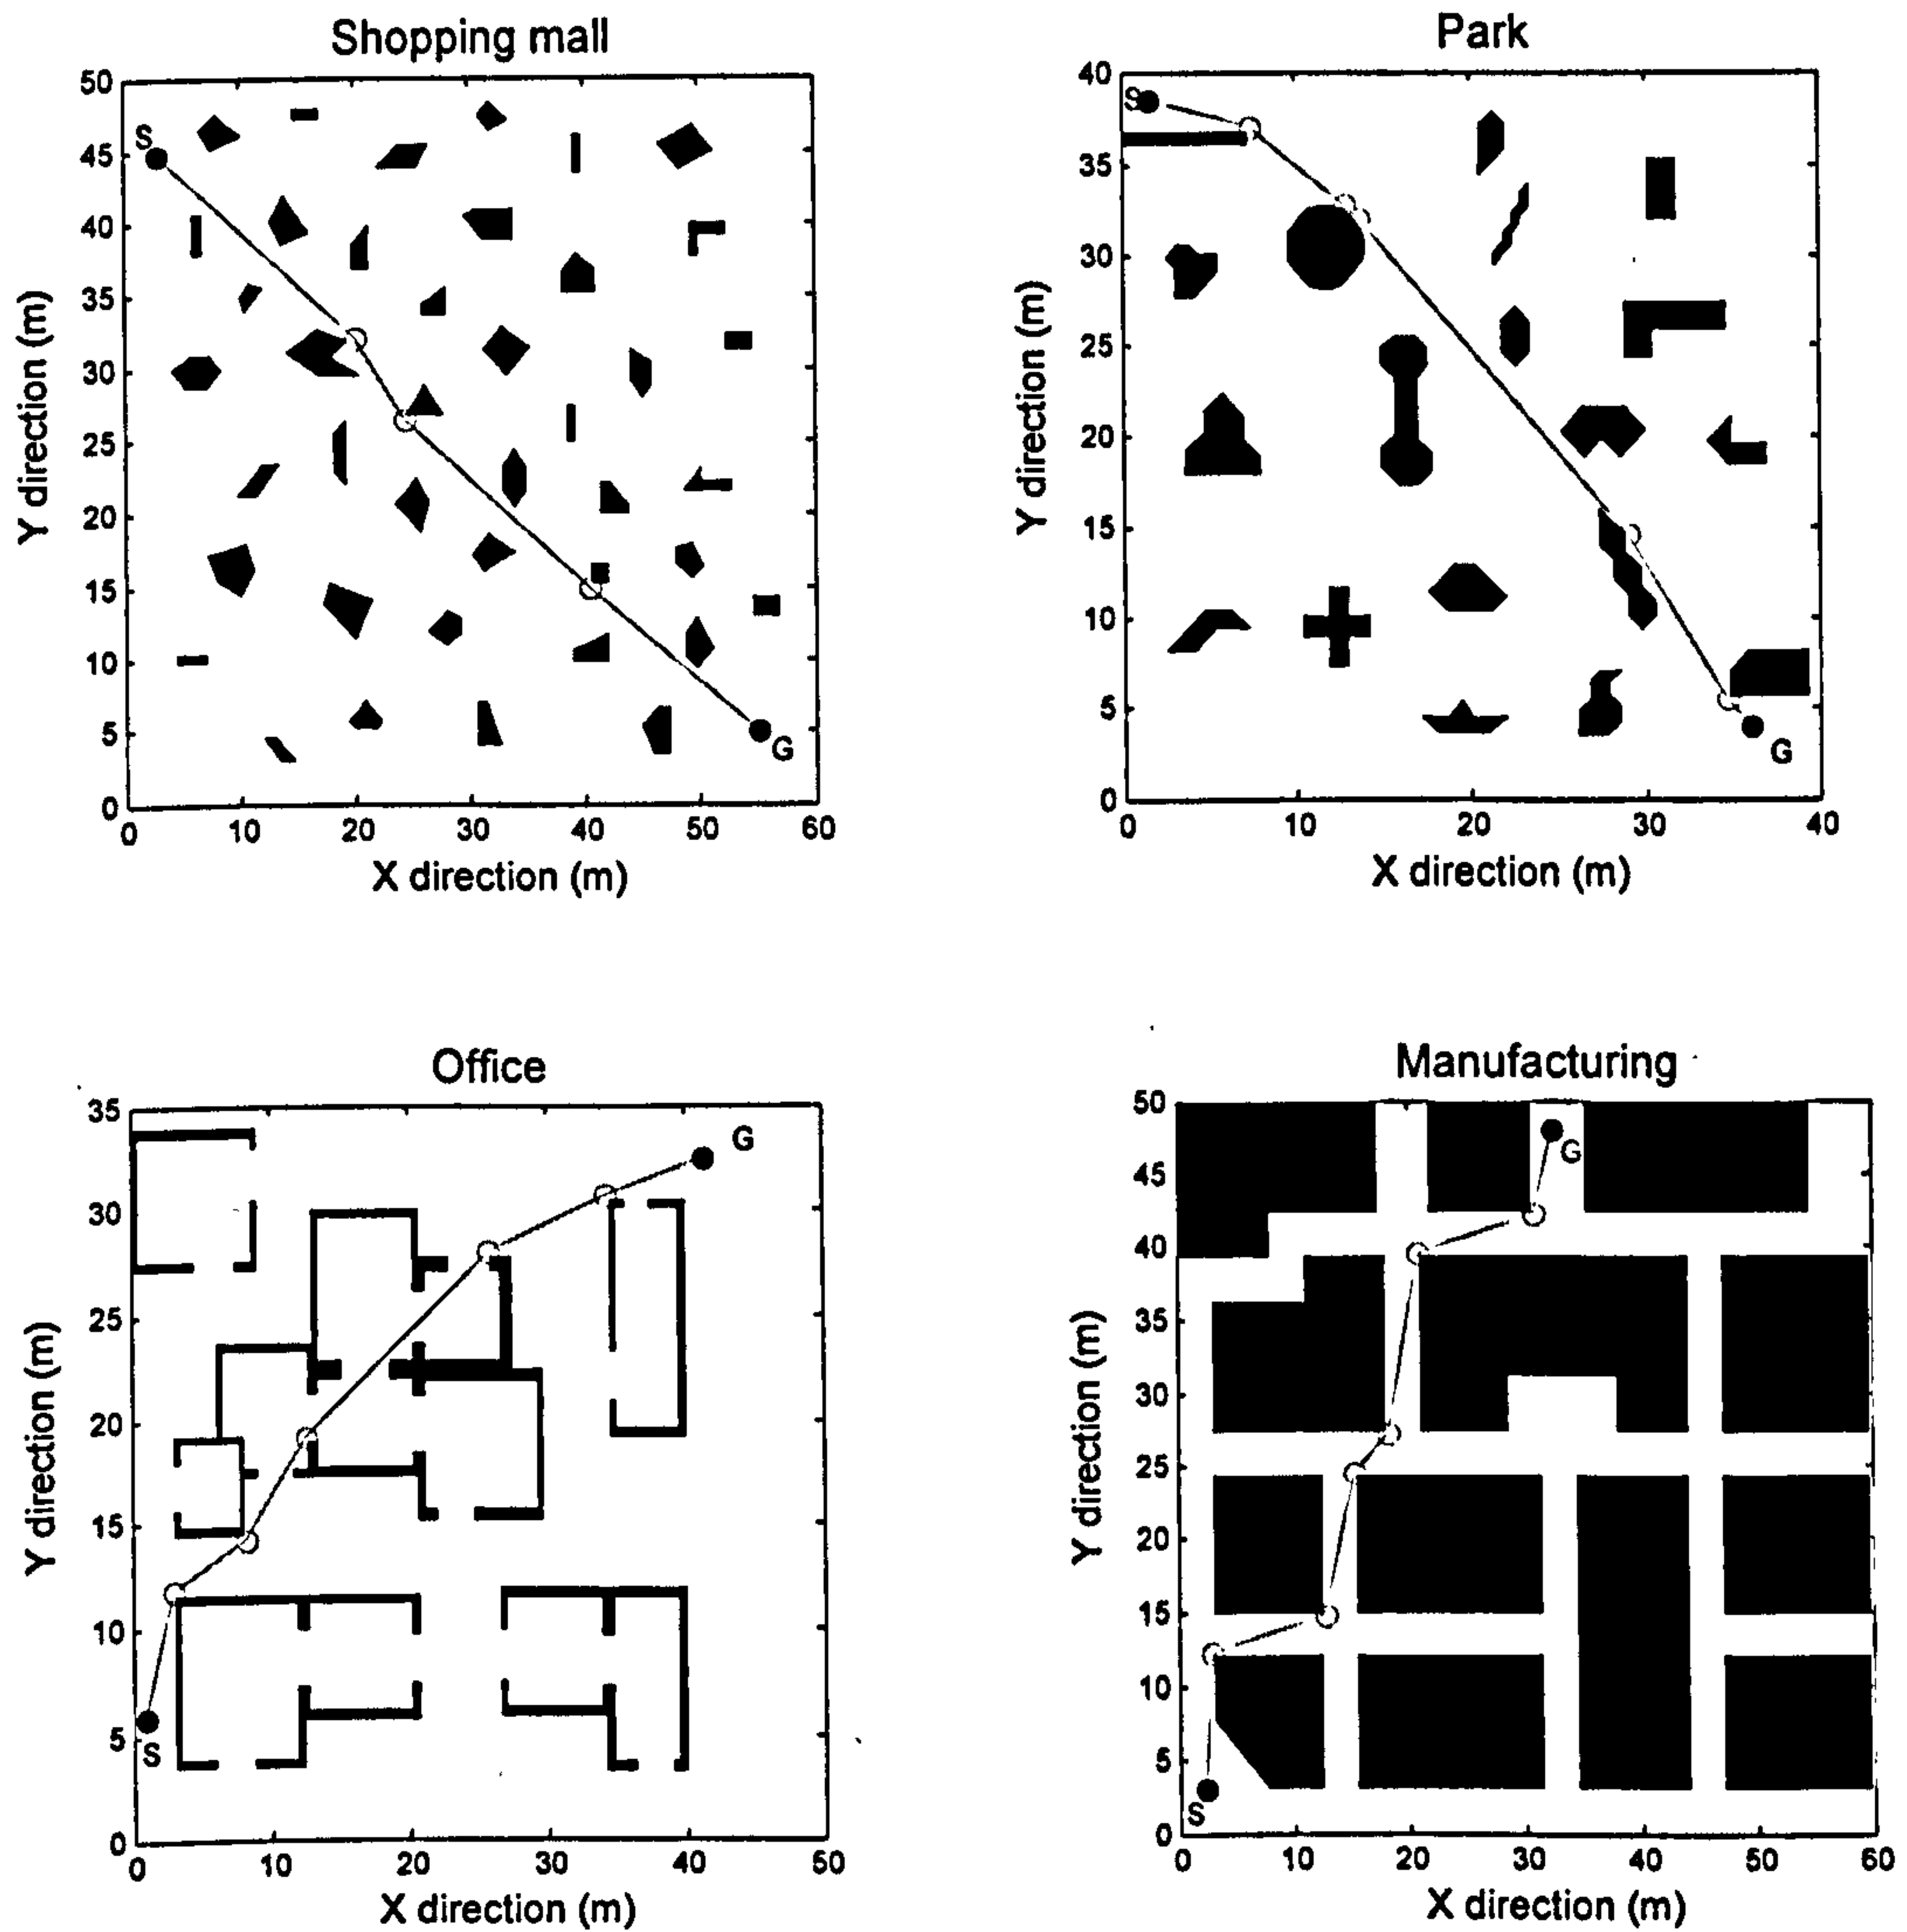 Shopping mall
50
45
40
35
30
25
20
15
10
5
0
S
G
0 10 20 30 40 50 60
X direction (m)
Y direction (m)
Park
40
35
30
25
20
15
10
5
0
S
G
0 10 20 30 40
X direction (m)
Y direction (m)
Office
35
30
25
20
15
10
5
0
G
S
0 10 20 30 40 50
X direction (m)
Y direction (m)
Manufacturing
50
45
40
35
30
25
20
15
10
5
0
G
S
0 10 20 30 40 50 60
X direction (m)
Y direction (m)